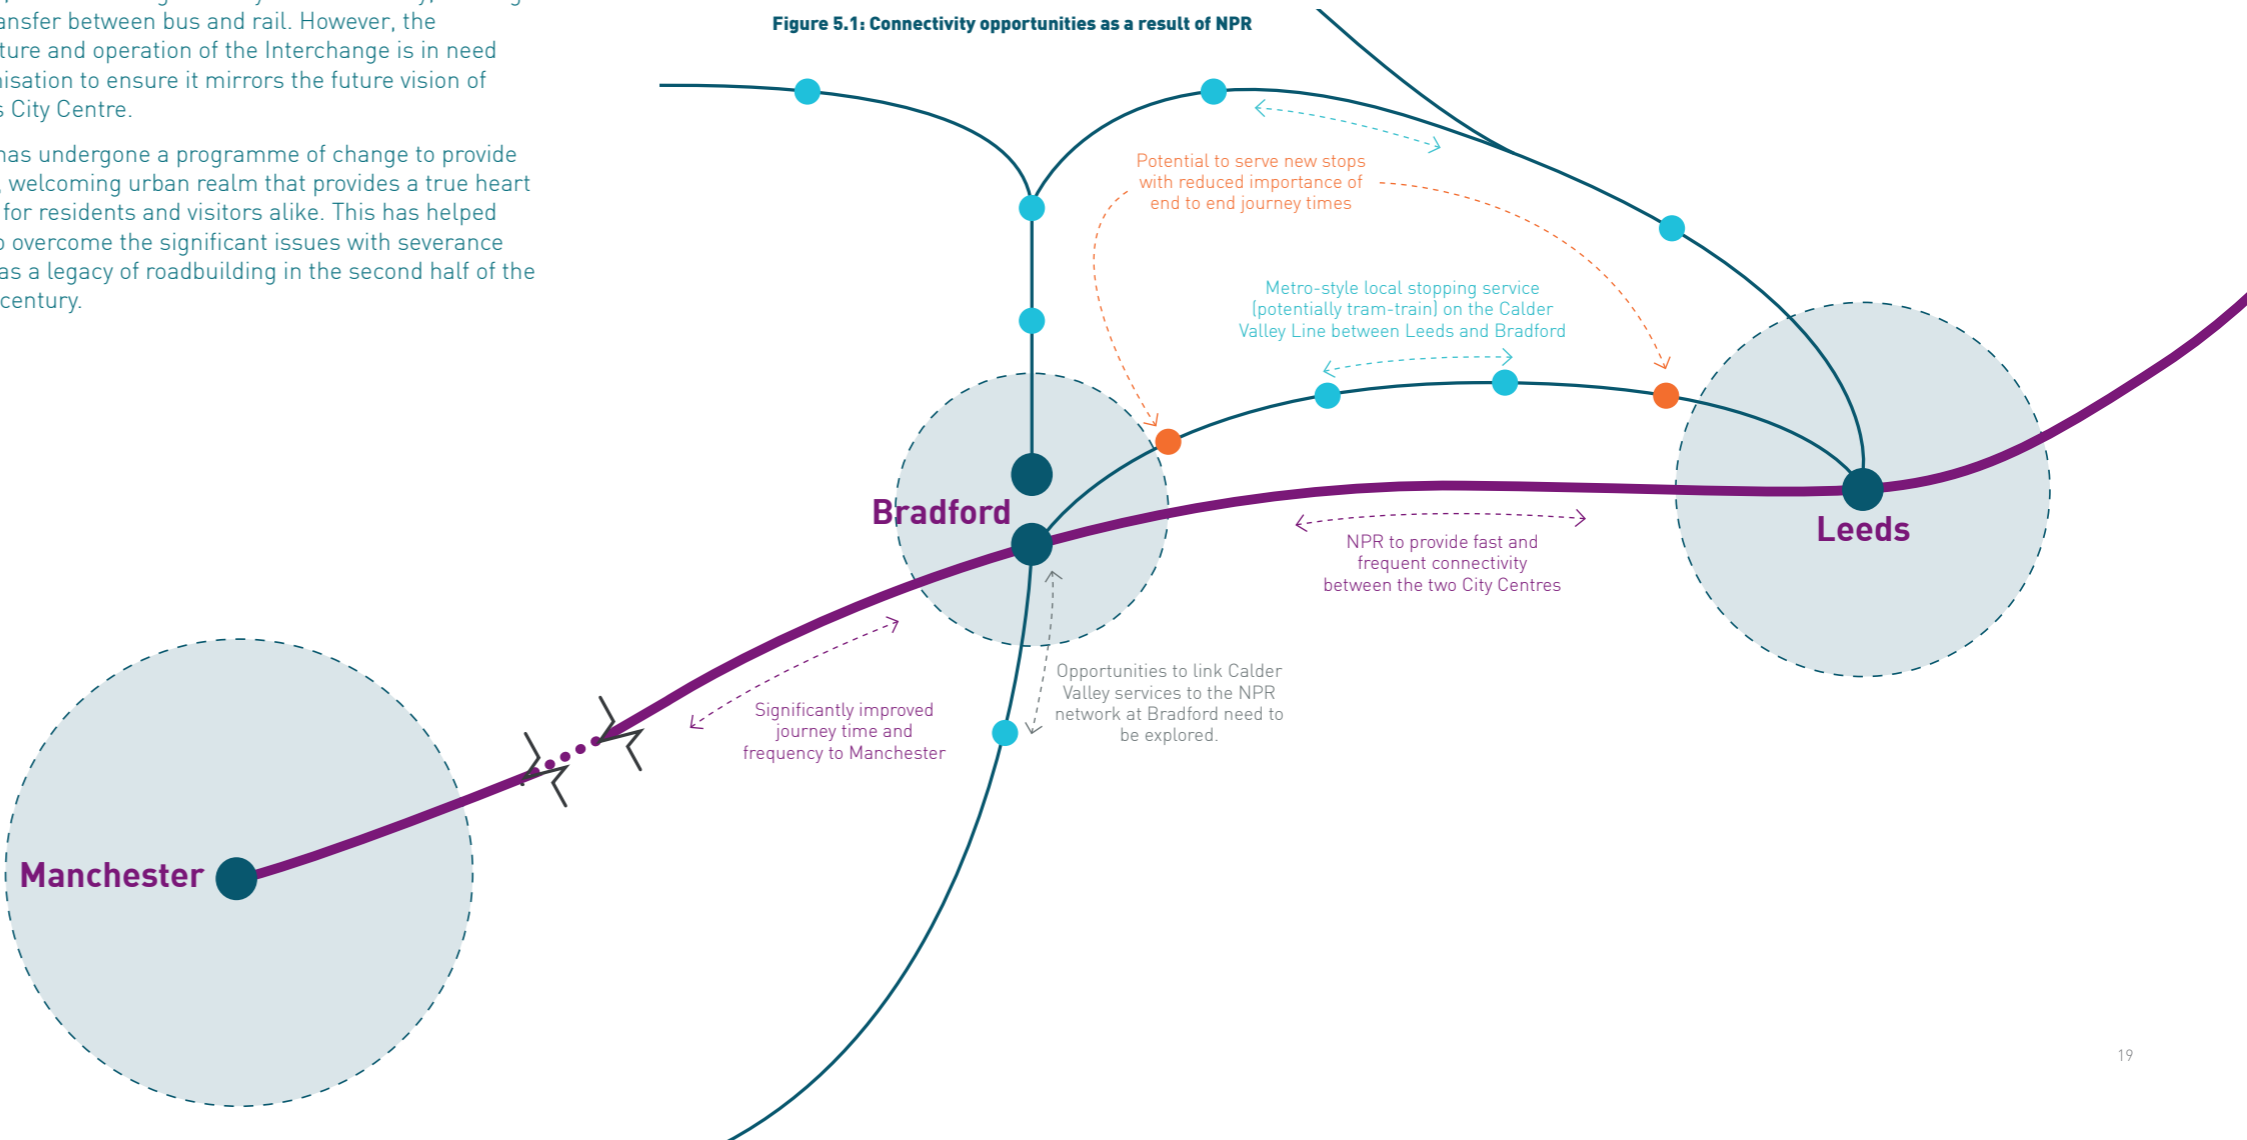 ansfer between bus and rail. However, the
ture and operation of the Interchange is in need
nisation to ensure it mirrors the future vision of
s City Centre.
has undergone a programme of change to provide
, welcoming urban realm that provides a true heart
for residents and visitors alike. This has helped
o overcome the significant issues with severance
as a legacy of roadbuilding in the second half of the
century.
Figure 5.1: Connectivity opportunities as a result of NPR
Potential to serve new stops
with reduced importance of
end to end journey times
Metro-style local stopping service
(potentially tram-train) on the Calder
Valley Line between Leeds and Bradford
Bradford
Leeds
NPR to provide fast and
frequent connectivity
between the two City Centres
Opportunities to link Calder
Valley services to the NPR
network at Bradford need to
be explored.
Significantly improved
journey time and
frequency to Manchester
Manchester
19